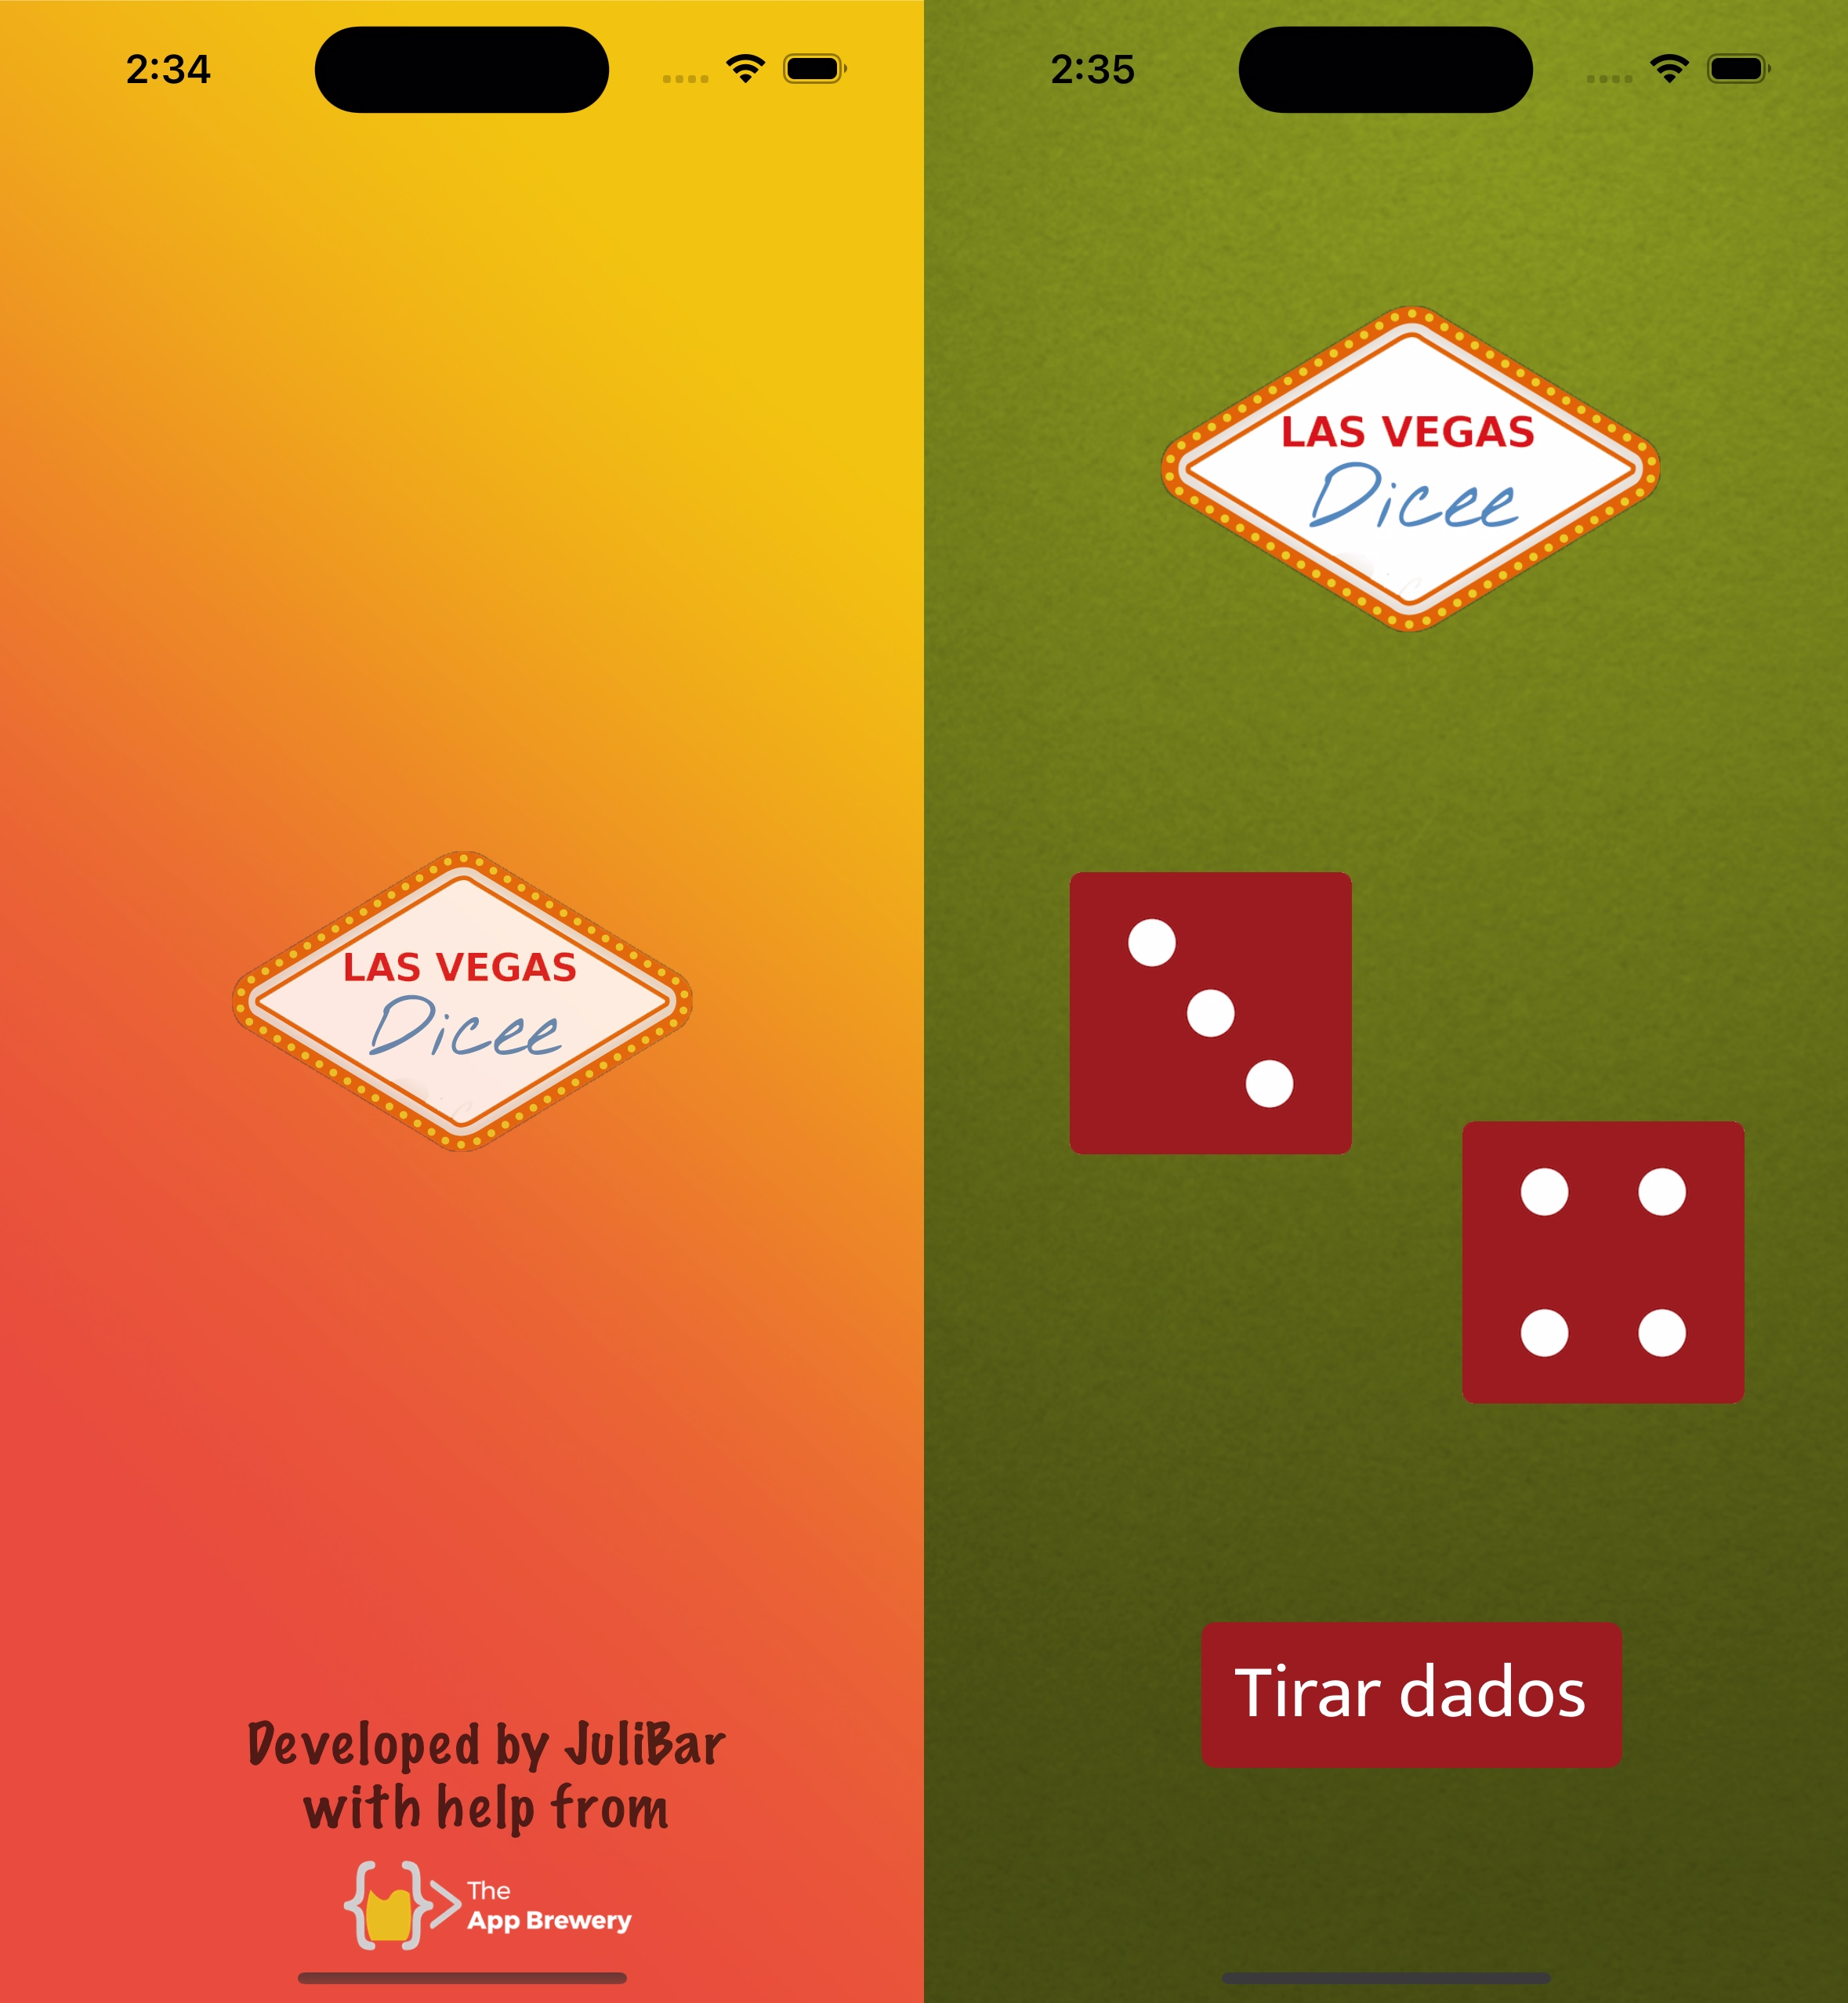 2:34
LAS VEGAS
Dicee
Developed by JuliBar
with help from
The
App Brewery
2:35
LAS VEGAS
Dicee
Tirar dados